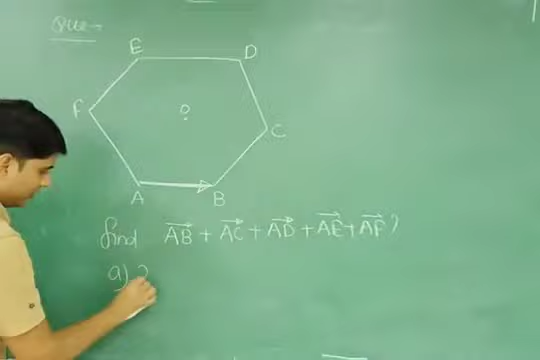 Que-
E
D
F
O
C
A
B
find AB + AC + AD + AE + AF ?
a) 2